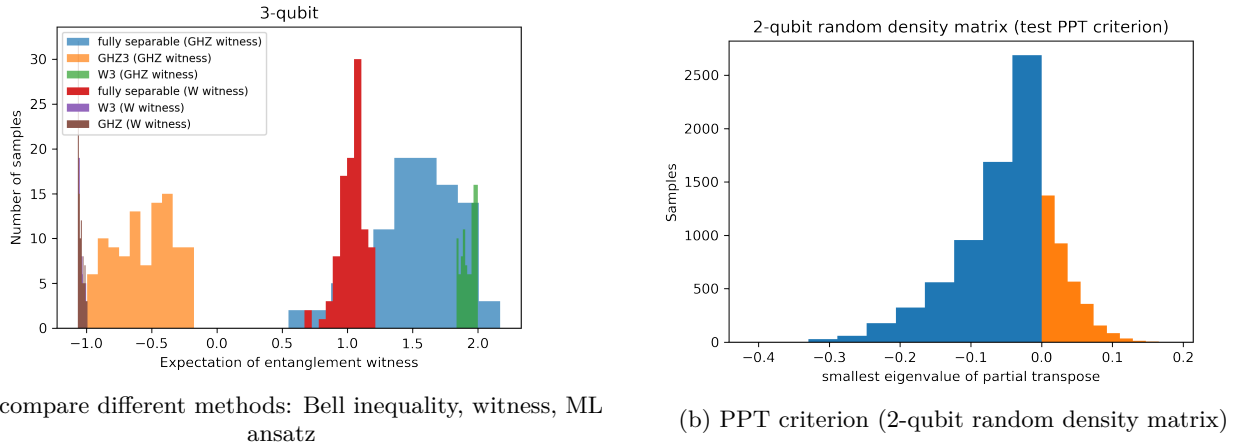 3-qubit
fully separable (GHZ witness)
GHZ3 (GHZ witness)
W3 (GHZ witness)
fully separable (W witness)
W3 (W witness)
GHZ (W witness)
Number of samples
30
25
20
15
10
5
0
−1.0 −0.5 0.0 0.5 1.0 1.5 2.0
Expectation of entanglement witness
compare different methods: Bell inequality, witness, ML
ansatz
2-qubit random density matrix (test PPT criterion)
Samples
2500
2000
1500
1000
500
0
−0.4 −0.3 −0.2 −0.1 0.0 0.1 0.2
smallest eigenvalue of partial transpose
(b) PPT criterion (2-qubit random density matrix)